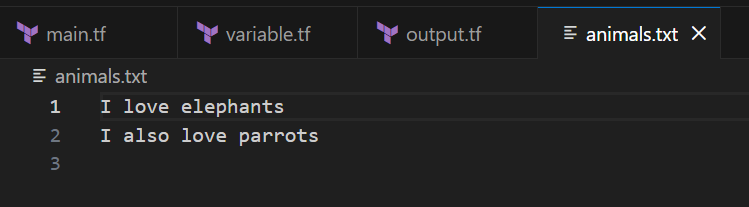 main.tf variable.tf output.tf animals.txt
animals.txt
1 I love elephants
2 I also love parrots
3